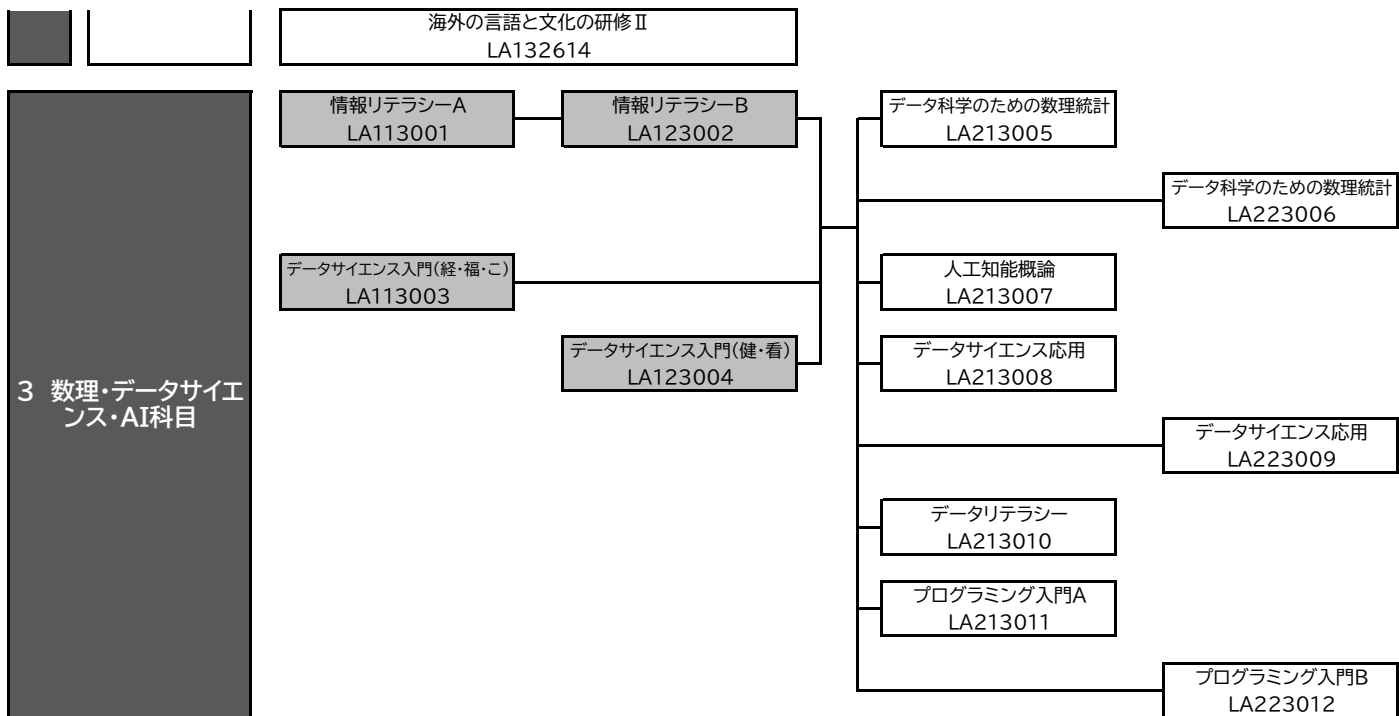 海外の言語と文化の研修Ⅱ
LA132614
3 数理・データサイエ
ンス・AI科目
情報リテラシーA
LA113001
情報リテラシーB
LA123002
データ科学のための数理統計
LA213005
データ科学のための数理統計
LA223006
データサイエンス入門(経・福・こ)
LA113003
人工知能概論
LA213007
データサイエンス入門(健・看)
LA123004
データサイエンス応用
LA213008
データサイエンス応用
LA223009
データリテラシー
LA213010
プログラミング入門A
LA213011
プログラミング入門B
LA223012